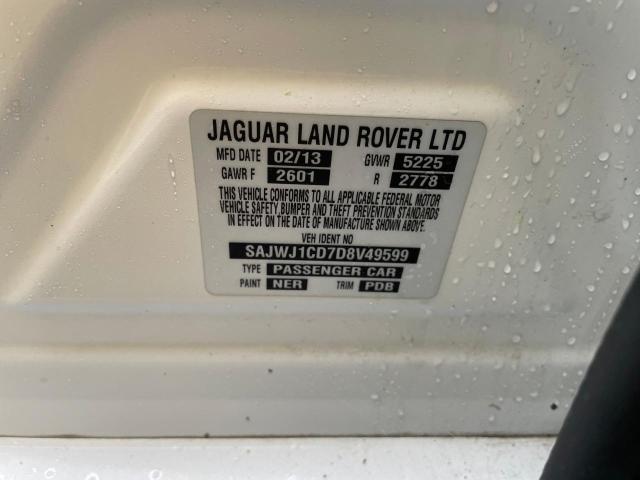 JAGUAR LAND ROVER LTD
MFD DATE 02/13 GVWR 5225
GAWR F 2601 R 2778
THIS VEHICLE CONFORMS TO ALL APPLICABLE FEDERAL MOTOR
VEHICLE SAFETY, BUMPER AND THEFT PREVENTION STANDARDS
IN EFFECT ON THE DATE OF MANUFACTURE SHOWN ABOVE.
VEH IDENT NO
SAJWJ1CD7D8V49599
TYPE PASSENGER CAR
PAINT NER TRIM PDB